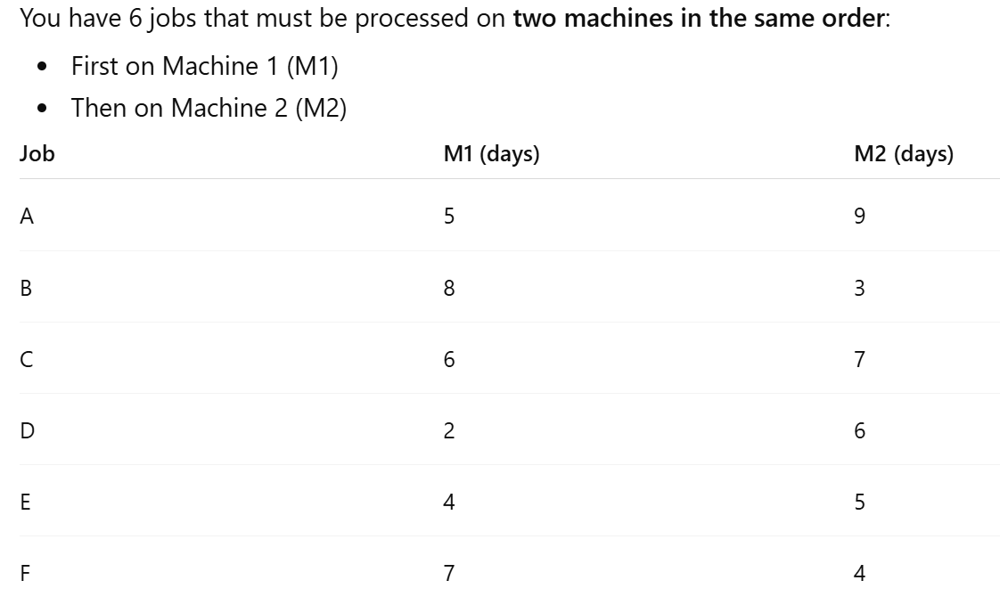 You have 6 jobs that must be processed on two machines in the same order:
• First on Machine 1 (M1)
• Then on Machine 2 (M2)
Job M1 (days) M2 (days)
A 5 9
B 8 3
C 6 7
D 2 6
E 4 5
F 7 4